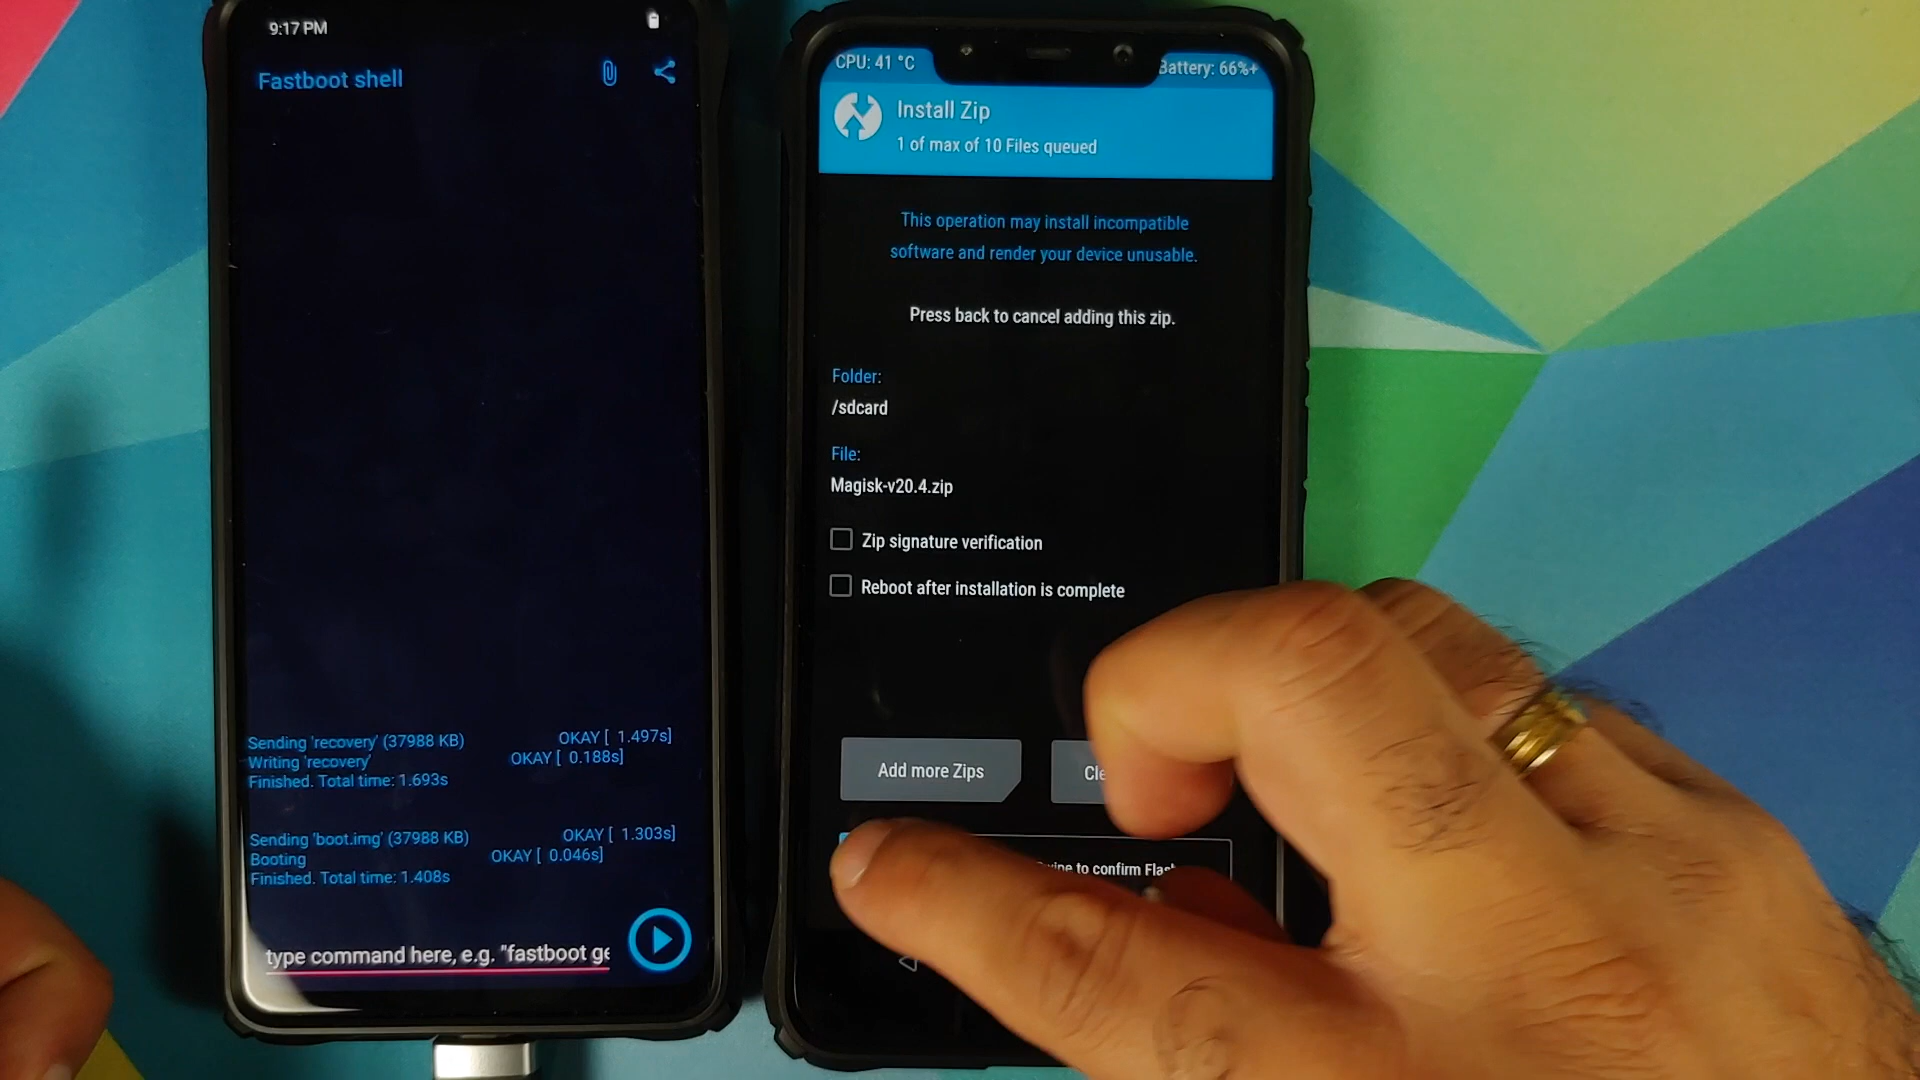 9:17 PM
Fastboot shell
Sending 'recovery' (37988 KB) OKAY [ 1.497s]
Writing 'recovery' OKAY [ 0.188s]
Finished. Total time: 1.693s
Sending 'boot.img' (37988 KB) OKAY [ 1.303s]
Booting OKAY [ 0.046s]
Finished. Total time: 1.408s
type command here, e.g. "fastboot ge
CPU: 41 °C
Battery: 66%+
Install Zip
1 of max of 10 Files queued
This operation may install incompatible
software and render your device unusable.
Press back to cancel adding this zip.
Folder:
/sdcard
File:
Magisk-v20.4.zip
Zip signature verification
Reboot after installation is complete
Add more Zips
to confirm